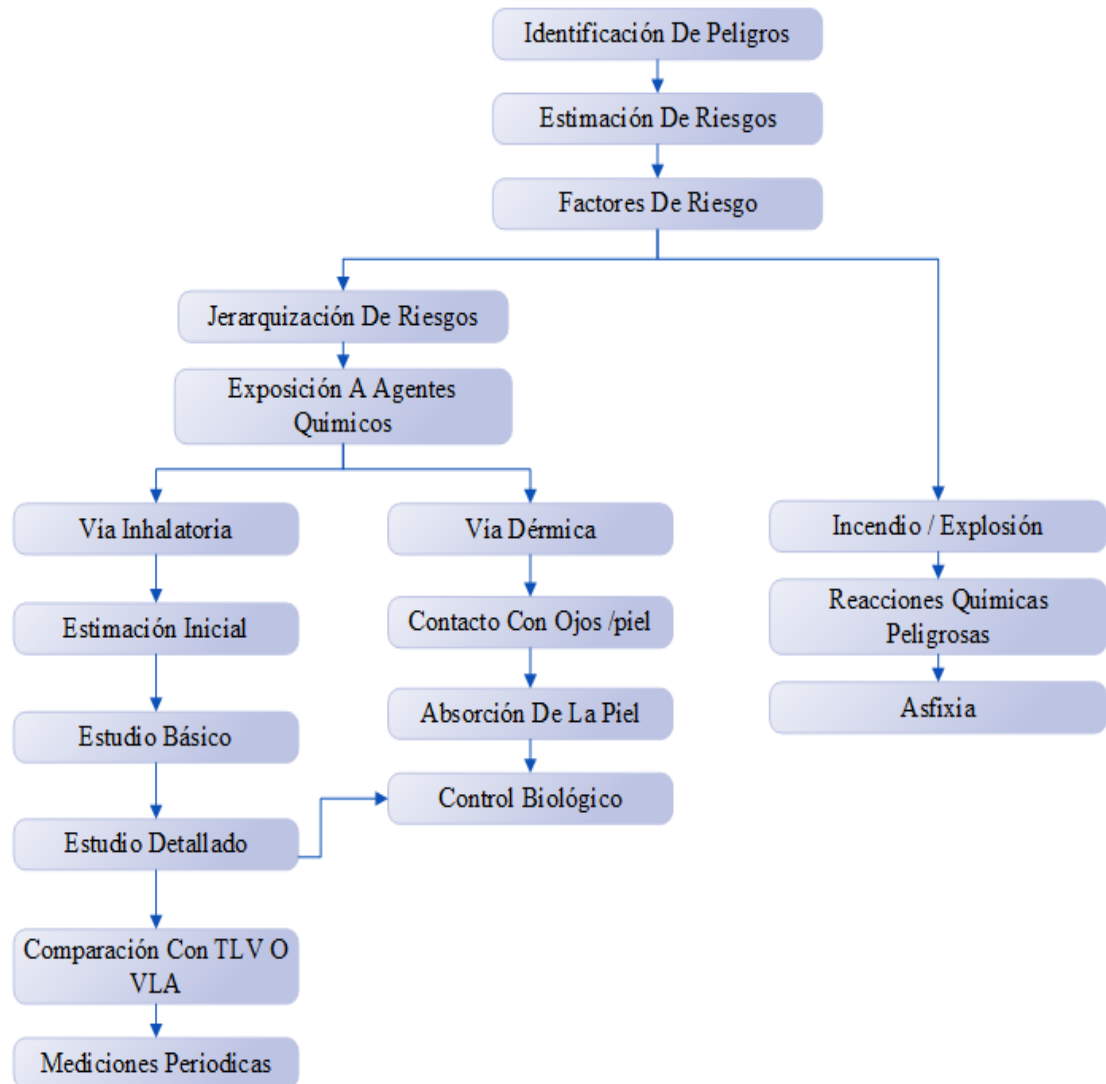 Identificación De Peligros
Estimación De Riesgos
Factores De Riesgo
Jerarquización De Riesgos
Exposición A Agentes
Químicos
Vía Inhalatoria
Vía Dérmica
Incendio / Explosión
Estimación Inicial
Contacto Con Ojos /piel
Reacciones Químicas
Peligrosas
Estudio Básico
Absorción De La Piel
Asfixia
Estudio Detallado
Control Biológico
Comparación Con TLV O
VLA
Mediciones Periodicas